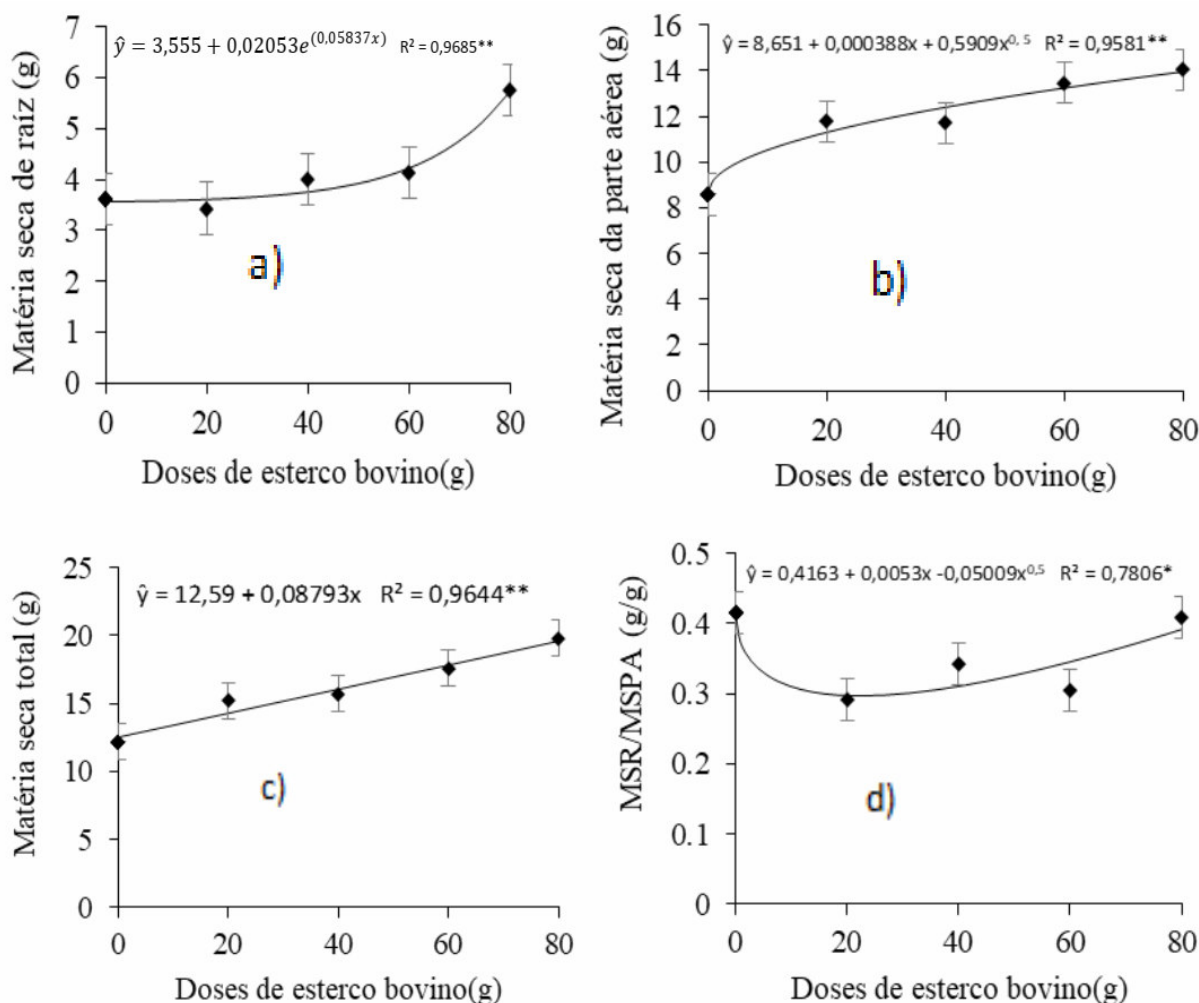 ŷ = 3,555 + 0,02053e^(0,05837x) R² = 0,9685**
Matéria seca de raíz (g)
7
6
5
4
3
2
1
0
a)
0 20 40 60 80
Doses de esterco bovino(g)
ŷ = 8,651 + 0,000388x + 0,5909x^0,5 R² = 0,9581**
Matéria seca da parte aérea (g)
16
14
12
10
8
6
4
2
0
b)
0 20 40 60 80
Doses de esterco bovino(g)
ŷ = 12,59 + 0,08793x R² = 0,9644**
Matéria seca total (g)
25
20
15
10
5
0
c)
0 20 40 60 80
Doses de esterco bovino(g)
ŷ = 0,4163 + 0,0053x -0,05009x^0,5 R² = 0,7806*
MSR/MSPA (g/g)
0.5
0.4
0.3
0.2
0.1
0
d)
0 20 40 60 80
Doses de esterco bovino(g)